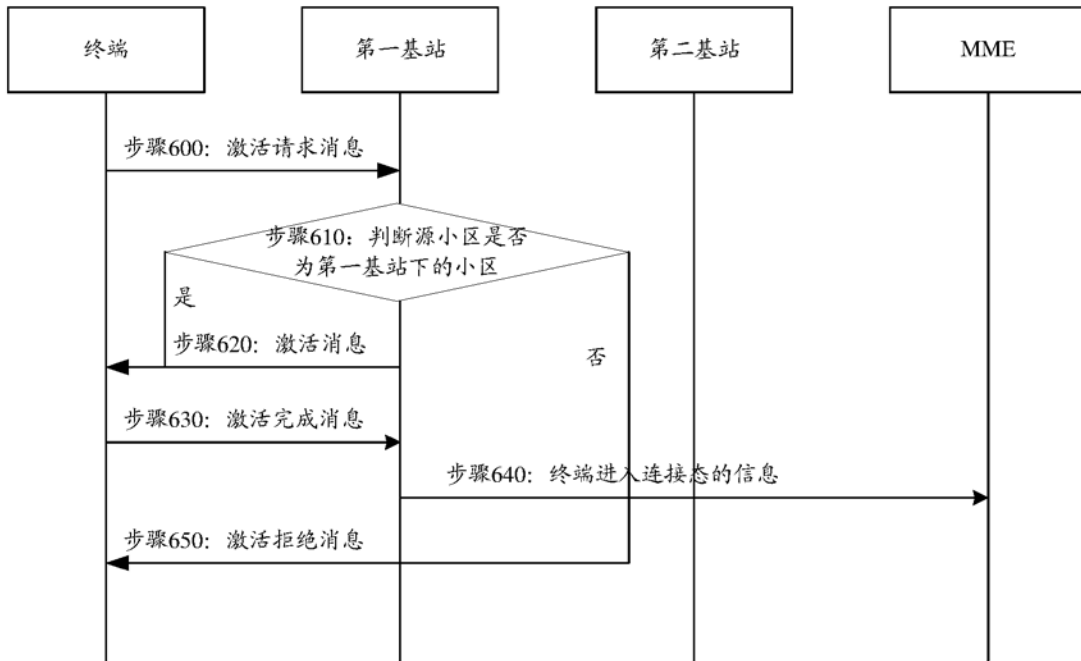 终端
第一基站
第二基站
MME
步骤600：激活请求消息
步骤610：判断源小区是否
为第一基站下的小区
是
步骤620：激活消息
否
步骤630：激活完成消息
步骤640：终端进入连接态的信息
步骤650：激活拒绝消息